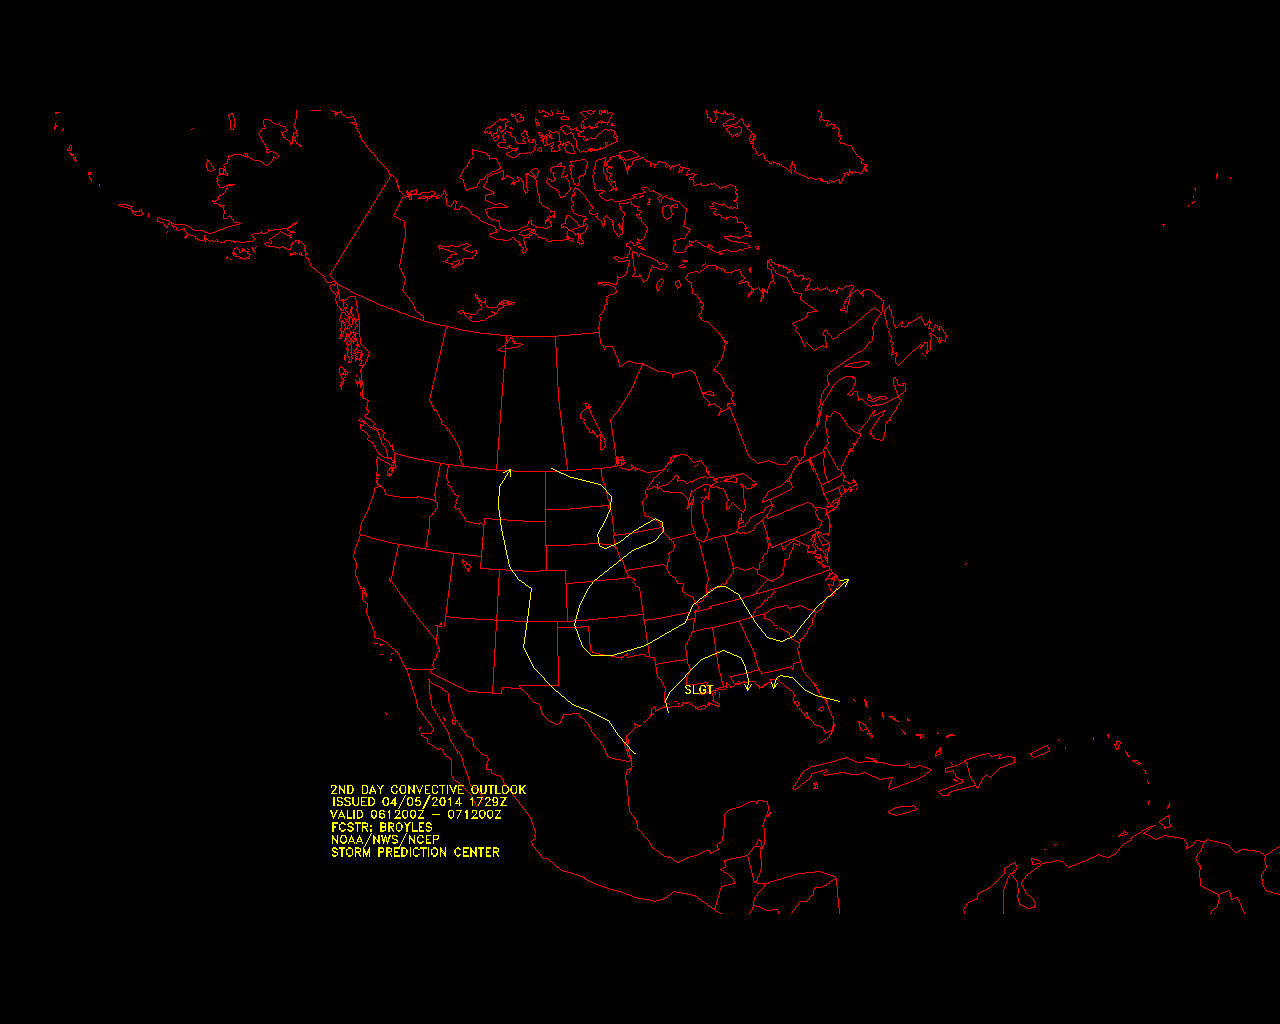 SLGT
2ND DAY CONVECTIVE OUTLOOK
ISSUED 04/05/2014 1729Z
VALID 061200Z - 071200Z
FCSTR: BROYLES
NOAA/NWS/NCEP
STORM PREDICTION CENTER